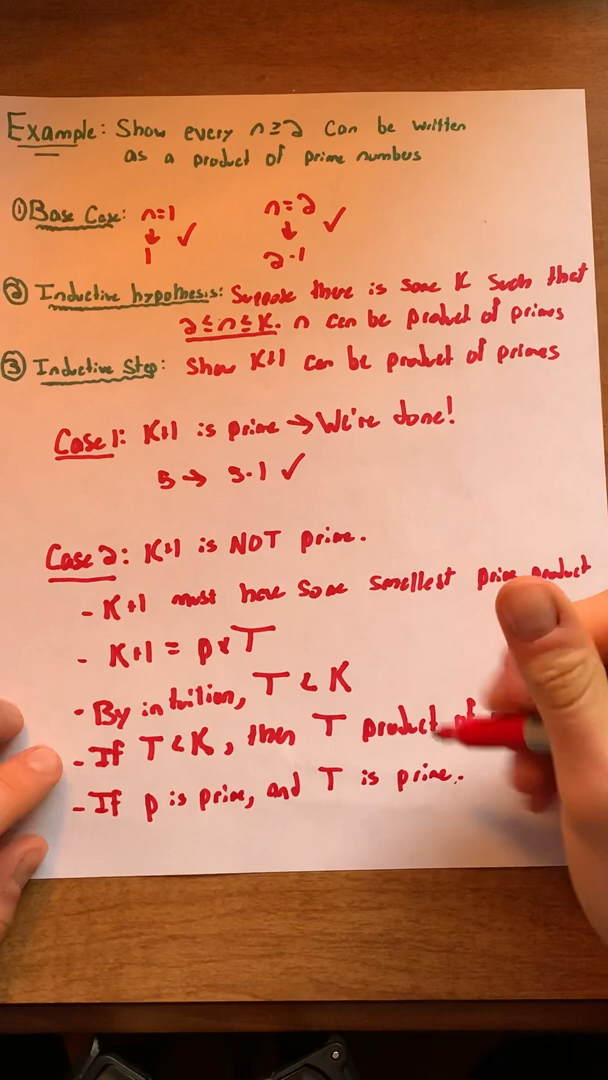 Example: Show every n≥2 can be written
as a product of prime numbers
① Base Case: n=1 ↓ 1 ✓ n=2 ↓ 2·1 ✓
② Inductive hypothesis: Suppose there is some K such that
2≤n≤K. n can be product of primes
③ Inductive Step: Show K+1 can be product of primes
Case 1: K+1 is prime → We're done!
5 → 5·1 ✓
Case 2: K+1 is NOT prime.
- K+1 must have some smallest prime product
- K+1 = p×T
- By intuition, T < K
- If T<K, then T product of
- If p is prime, and T is prime.